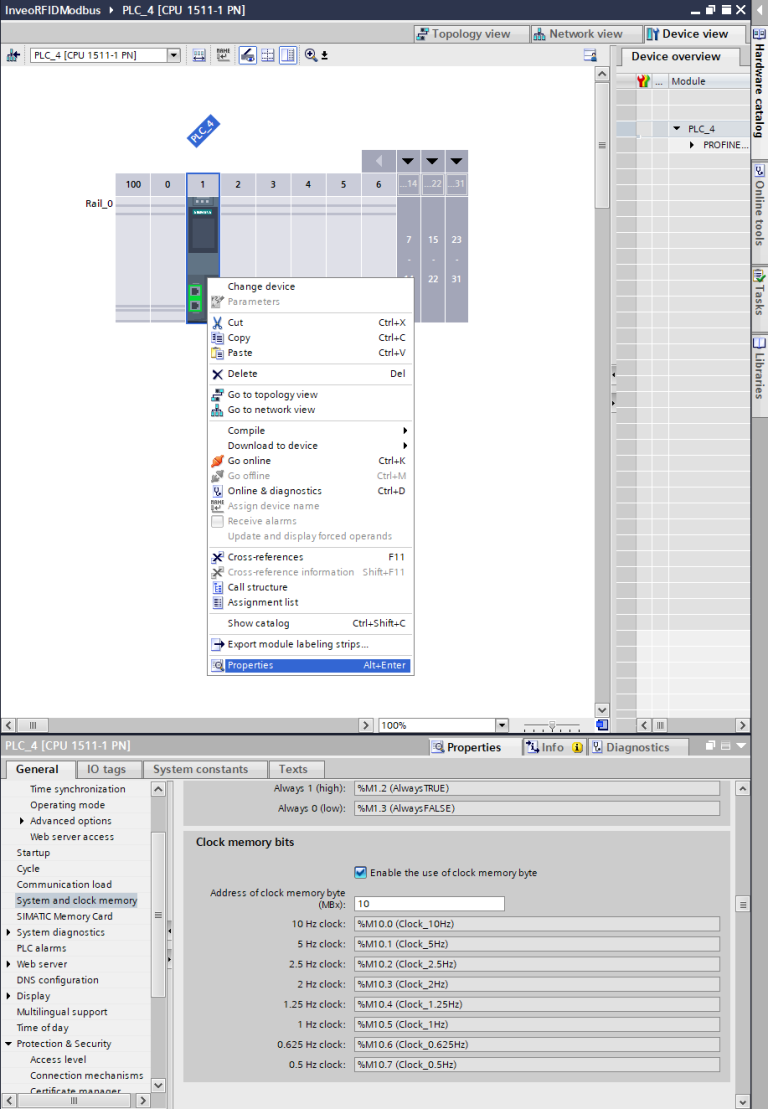 InveoRFIDModbus ▸ PLC_4 [CPU 1511-1 PN]
Topology view Network view Device view
PLC_4 [CPU 1511-1 PN]
Device overview
... Module
PLC_4
PROFINE...
Hardware catalog
Online tools
Tasks
Libraries
PLC_4
100 0 1 2 3 4 5 6 ...14 ...22 ...31
Rail_0
SIEMENS
7 15 23
- - -
14 22 31
Change device
Parameters
Cut Ctrl+X
Copy Ctrl+C
Paste Ctrl+V
Delete Del
Go to topology view
Go to network view
Compile
Download to device
Go online Ctrl+K
Go offline Ctrl+M
Online & diagnostics Ctrl+D
Assign device name
Receive alarms
Update and display forced operands
Cross-references F11
Cross-reference information Shift+F11
Call structure
Assignment list
Show catalog Ctrl+Shift+C
Export module labeling strips...
Properties Alt+Enter
100%
PLC_4 [CPU 1511-1 PN]
Properties Info Diagnostics
General IO tags System constants Texts
Time synchronization
Operating mode
Advanced options
Web server access
Startup
Cycle
Communication load
System and clock memory
SIMATIC Memory Card
System diagnostics
PLC alarms
Web server
DNS configuration
Display
Multilingual support
Time of day
Protection & Security
Access level
Connection mechanisms
Certificate manager
Always 1 (high): %M1.2 (AlwaysTRUE)
Always 0 (low): %M1.3 (AlwaysFALSE)
Clock memory bits
Enable the use of clock memory byte
Address of clock memory byte
(MBx): 10
10 Hz clock: %M10.0 (Clock_10Hz)
5 Hz clock: %M10.1 (Clock_5Hz)
2.5 Hz clock: %M10.2 (Clock_2.5Hz)
2 Hz clock: %M10.3 (Clock_2Hz)
1.25 Hz clock: %M10.4 (Clock_1.25Hz)
1 Hz clock: %M10.5 (Clock_1Hz)
0.625 Hz clock: %M10.6 (Clock_0.625Hz)
0.5 Hz clock: %M10.7 (Clock_0.5Hz)